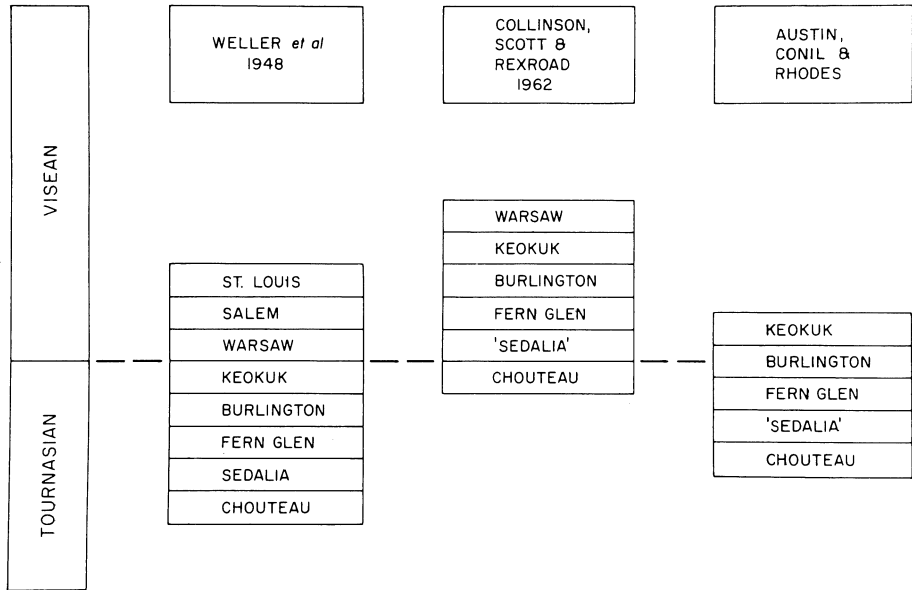 VISEAN
TOURNASIAN
WELLER et al
1948
ST. LOUIS
SALEM
WARSAW
KEOKUK
BURLINGTON
FERN GLEN
SEDALIA
CHOUTEAU
COLLINSON,
SCOTT &
REXROAD
1962
WARSAW
KEOKUK
BURLINGTON
FERN GLEN
'SEDALIA'
CHOUTEAU
AUSTIN,
CONIL &
RHODES
KEOKUK
BURLINGTON
FERN GLEN
'SEDALIA'
CHOUTEAU